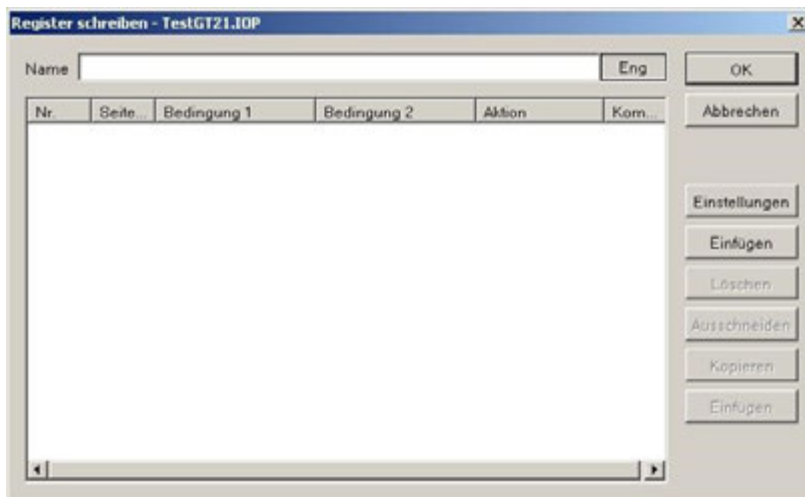 Register schreiben - TestGT21.IOP
Name
Eng
OK
Nr. Seite... Bedingung 1 Bedingung 2 Aktion Kom...
Abbrechen
Einstellungen
Einfügen
Löschen
Ausschneiden
Kopieren
Einfügen